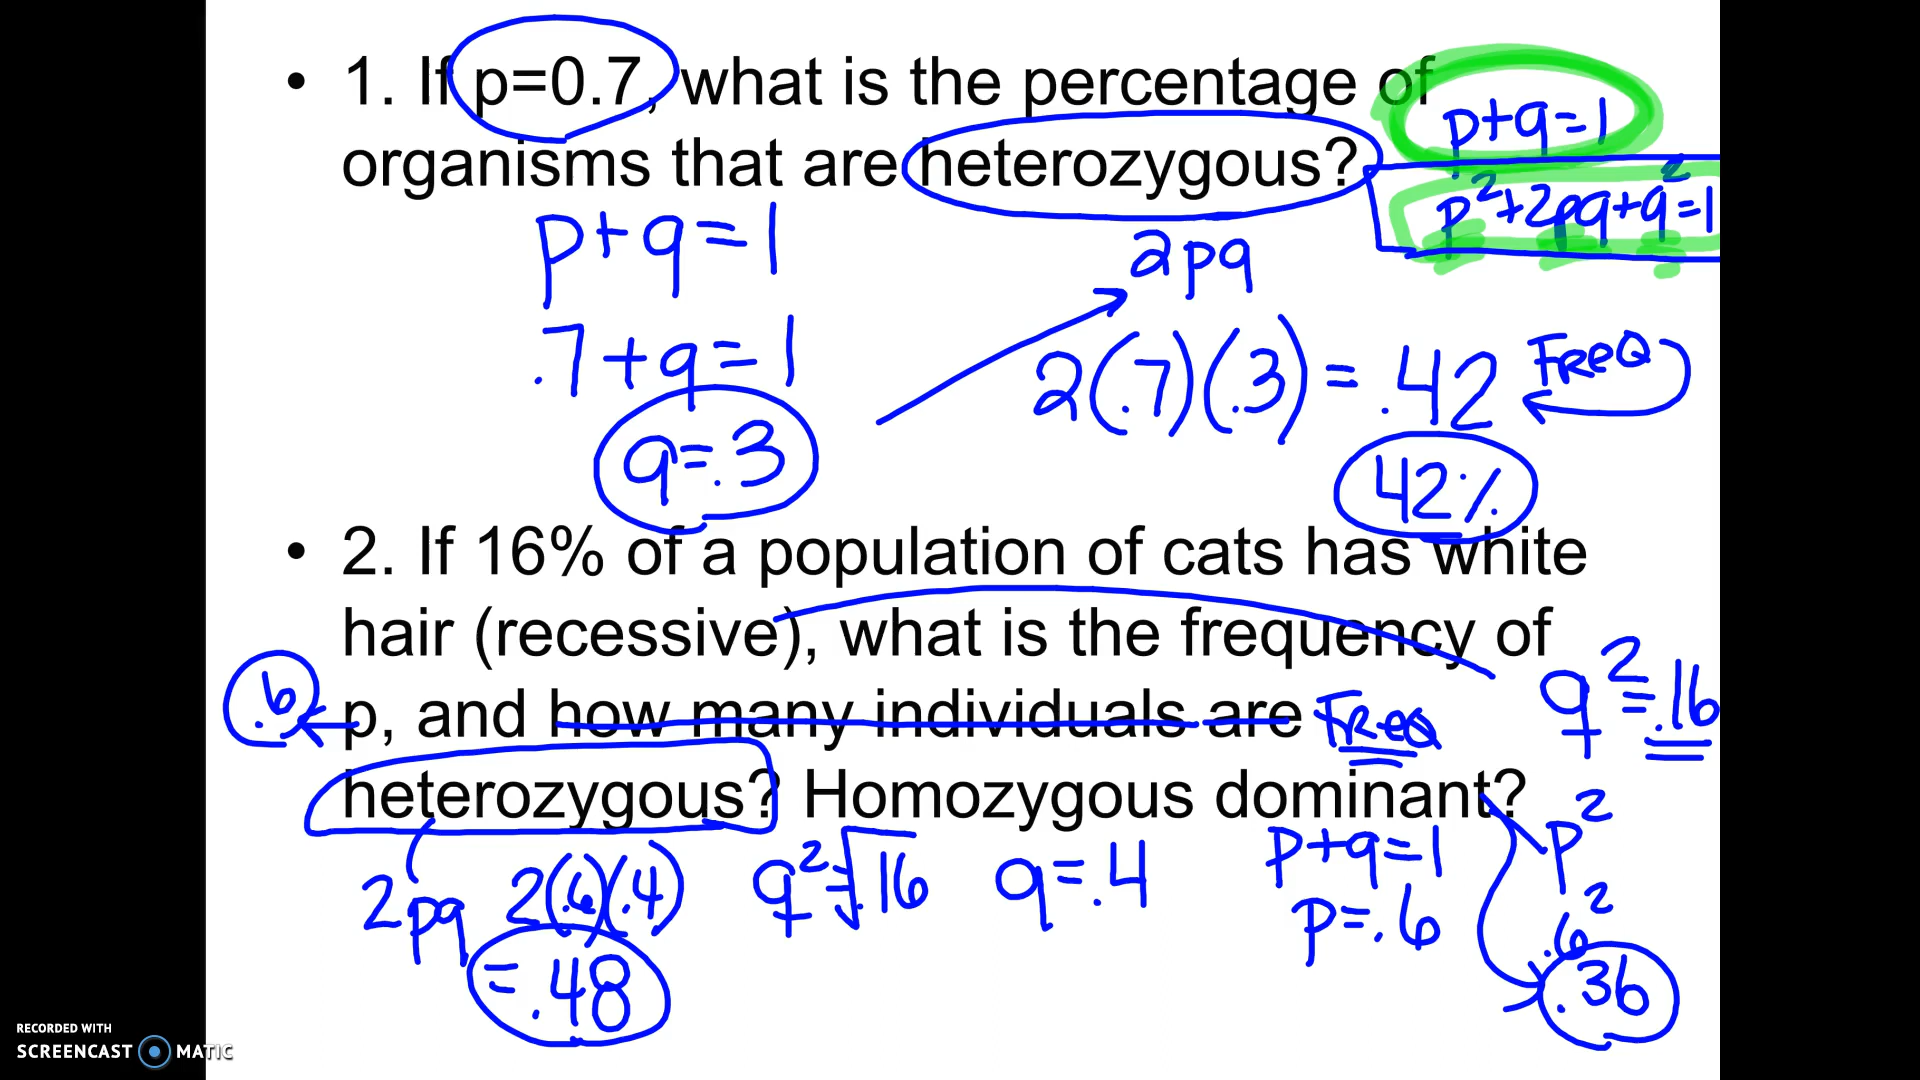 • 1. If p=0.7, what is the percentage of
organisms that are heterozygous?
p+q=1
p²+2pq+q²=1
p+q=1
2pq
.7+q=1
2(.7)(.3)=.42 FREQ
q=.3
42%
• 2. If 16% of a population of cats has white
hair (recessive), what is the frequency of
q²=.16
.6
p, and how many individuals are FREQ
heterozygous? Homozygous dominant?
p²
2pq 2(.6)(.4) q²=√.16 q=.4 p+q=1
p=.6 .6²
=.48 .36
RECORDED WITH
SCREENCAST MATIC